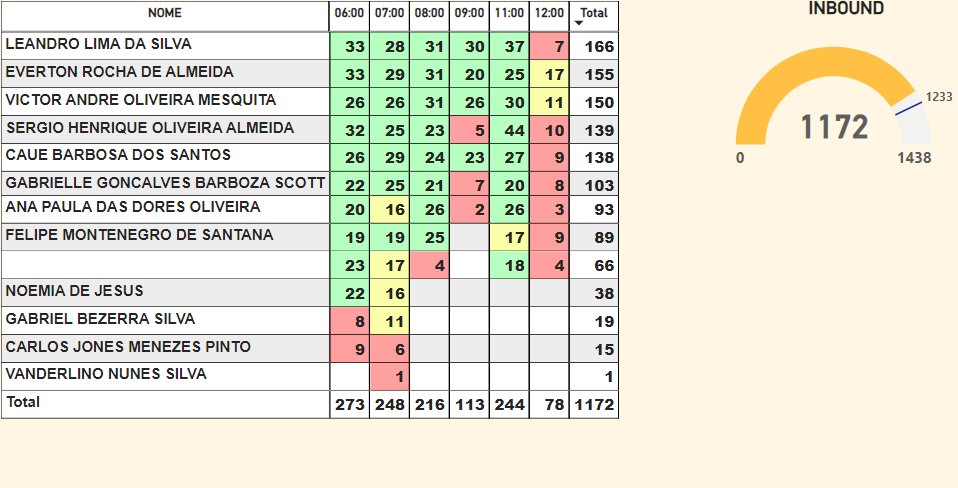 NOME 06:00 07:00 08:00 09:00 11:00 12:00 Total
LEANDRO LIMA DA SILVA 33 28 31 30 37 7 166
EVERTON ROCHA DE ALMEIDA 33 29 31 20 25 17 155
VICTOR ANDRE OLIVEIRA MESQUITA 26 26 31 26 30 11 150
SERGIO HENRIQUE OLIVEIRA ALMEIDA 32 25 23 5 44 10 139
CAUE BARBOSA DOS SANTOS 26 29 24 23 27 9 138
GABRIELLE GONCALVES BARBOZA SCOTT 22 25 21 7 20 8 103
ANA PAULA DAS DORES OLIVEIRA 20 16 26 2 26 3 93
FELIPE MONTENEGRO DE SANTANA 19 19 25 17 9 89
23 17 4 18 4 66
NOEMIA DE JESUS 22 16 38
GABRIEL BEZERRA SILVA 8 11 19
CARLOS JONES MENEZES PINTO 9 6 15
VANDERLINO NUNES SILVA 1 1
Total 273 248 216 113 244 78 1172
INBOUND
1233
1172
0 1438